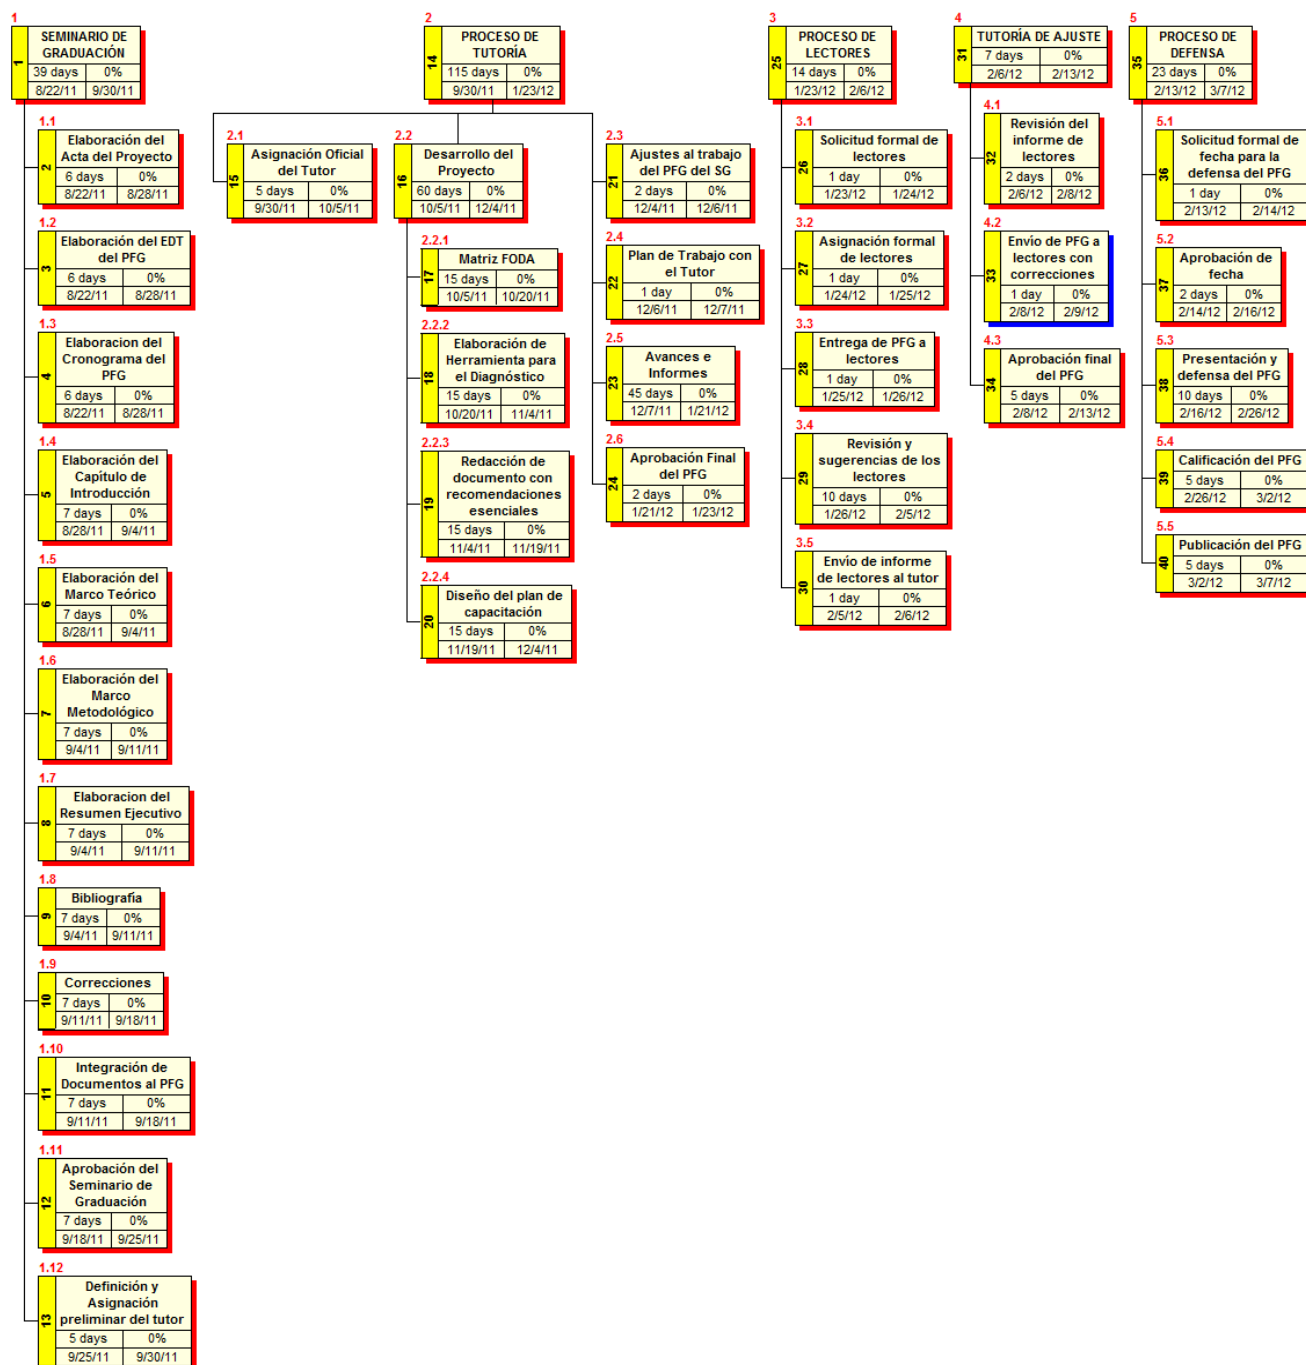 1
1
SEMINARIO DE
GRADUACIÓN
39 days 0%
8/22/11 9/30/11
1.1
2
Elaboración del
Acta del Proyecto
6 days 0%
8/22/11 8/28/11
1.2
3
Elaboración del EDT
del PFG
6 days 0%
8/22/11 8/28/11
1.3
4
Elaboracion del
Cronograma del
PFG
6 days 0%
8/22/11 8/28/11
1.4
5
Elaboración del
Capítulo de
Introducción
7 days 0%
8/28/11 9/4/11
1.5
6
Elaboración del
Marco Teórico
7 days 0%
8/28/11 9/4/11
1.6
7
Elaboración del
Marco
Metodológico
7 days 0%
9/4/11 9/11/11
1.7
8
Elaboracion del
Resumen Ejecutivo
7 days 0%
9/4/11 9/11/11
1.8
9
Bibliografía
7 days 0%
9/4/11 9/11/11
1.9
10
Correcciones
7 days 0%
9/11/11 9/18/11
1.10
11
Integración de
Documentos al PFG
7 days 0%
9/11/11 9/18/11
1.11
12
Aprobación del
Seminario de
Graduación
7 days 0%
9/18/11 9/25/11
1.12
13
Definición y
Asignación
preliminar del tutor
5 days 0%
9/25/11 9/30/11
2
14
PROCESO DE
TUTORÍA
115 days 0%
9/30/11 1/23/12
2.1
15
Asignación Oficial
del Tutor
5 days 0%
9/30/11 10/5/11
2.2
16
Desarrollo del
Proyecto
60 days 0%
10/5/11 12/4/11
2.2.1
17
Matriz FODA
15 days 0%
10/5/11 10/20/11
2.2.2
18
Elaboración de
Herramienta para
el Diagnóstico
15 days 0%
10/20/11 11/4/11
2.2.3
19
Redacción de
documento con
recomendaciones
esenciales
15 days 0%
11/4/11 11/19/11
2.2.4
20
Diseño del plan de
capacitación
15 days 0%
11/19/11 12/4/11
2.3
21
Ajustes al trabajo
del PFG del SG
2 days 0%
12/4/11 12/6/11
2.4
22
Plan de Trabajo con
el Tutor
1 day 0%
12/6/11 12/7/11
2.5
23
Avances e
Informes
45 days 0%
12/7/11 1/21/12
2.6
24
Aprobación Final
del PFG
2 days 0%
1/21/12 1/23/12
3
25
PROCESO DE
LECTORES
14 days 0%
1/23/12 2/6/12
3.1
26
Solicitud formal de
lectores
1 day 0%
1/23/12 1/24/12
3.2
27
Asignación formal
de lectores
1 day 0%
1/24/12 1/25/12
3.3
28
Entrega de PFG a
lectores
1 day 0%
1/25/12 1/26/12
3.4
29
Revisión y
sugerencias de los
lectores
10 days 0%
1/26/12 2/5/12
3.5
30
Envío de informe
de lectores al tutor
1 day 0%
2/5/12 2/6/12
4
31
TUTORÍA DE AJUSTE
7 days 0%
2/6/12 2/13/12
4.1
32
Revisión del
informe de
lectores
2 days 0%
2/6/12 2/8/12
4.2
33
Envío de PFG a
lectores con
correcciones
1 day 0%
2/8/12 2/9/12
4.3
34
Aprobación final
del PFG
5 days 0%
2/8/12 2/13/12
5
35
PROCESO DE
DEFENSA
23 days 0%
2/13/12 3/7/12
5.1
36
Solicitud formal de
fecha para la
defensa del PFG
1 day 0%
2/13/12 2/14/12
5.2
37
Aprobación de
fecha
2 days 0%
2/14/12 2/16/12
5.3
38
Presentación y
defensa del PFG
10 days 0%
2/16/12 2/26/12
5.4
39
Calificación del PFG
5 days 0%
2/26/12 3/2/12
5.5
40
Publicación del PFG
5 days 0%
3/2/12 3/7/12